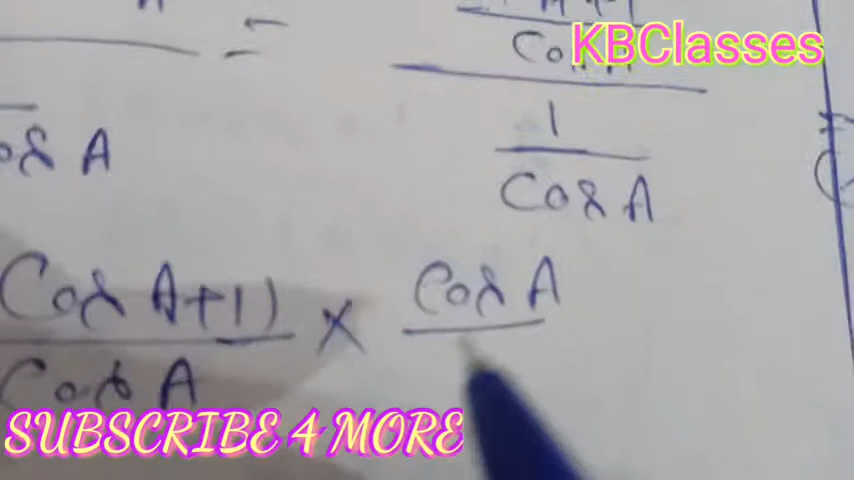 A
=
Cos A
KBClasses
1
Cos A
A
(Cos A+1)
Cos A
×
Cos A
SUBSCRIBE 4 MORE